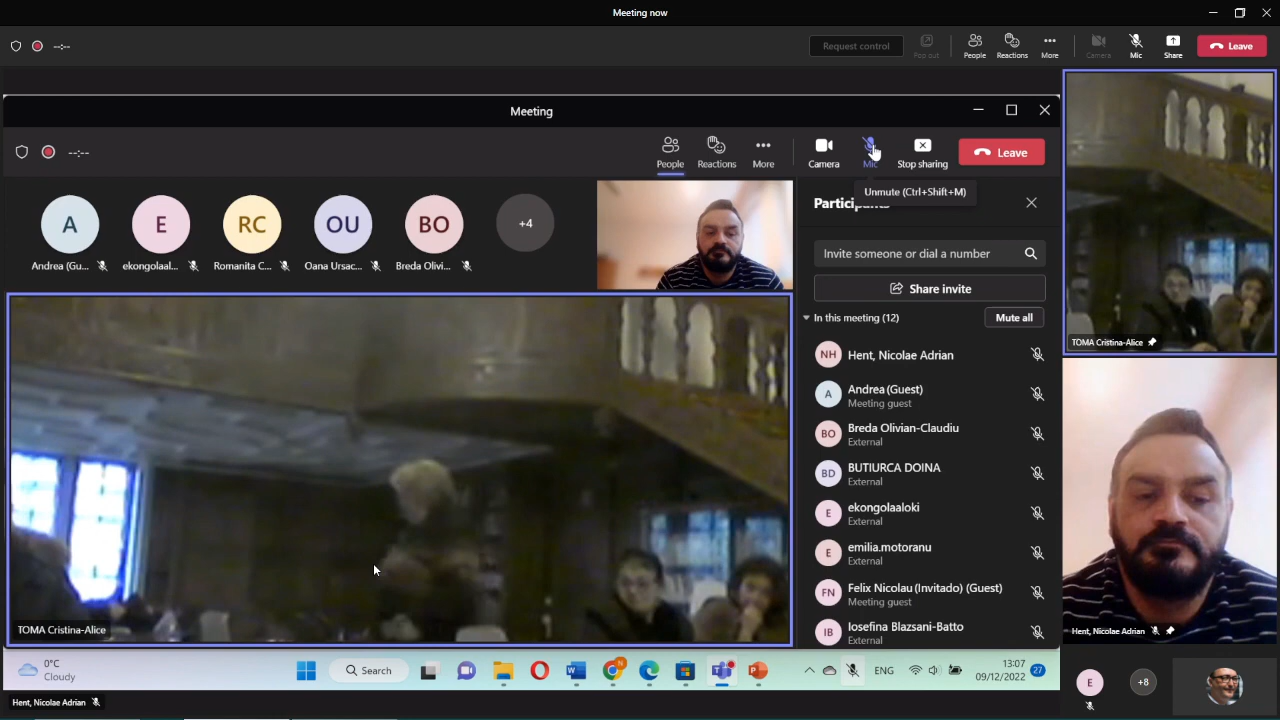 Meeting now
--:--
Request control
Pop out
People
Reactions
More
Camera
Mic
Share
Leave
Meeting
--:--
People
Reactions
More
Camera
Mic
Stop sharing
Leave
Unmute (Ctrl+Shift+M)
A
E
RC
OU
BO
+4
Andrea (Gu...
ekongolaal...
Romanita C...
Oana Ursac...
Breda Olivi...
TOMA Cristina-Alice
Participants
Invite someone or dial a number
Share invite
In this meeting (12)
Mute all
NH
Hent, Nicolae Adrian
A
Andrea (Guest)
Meeting guest
BO
Breda Olivian-Claudiu
External
BD
BUTIURCA DOINA
External
E
ekongolaaloki
External
E
emilia.motoranu
External
FN
Felix Nicolau (Invitado) (Guest)
Meeting guest
IB
Iosefina Blazsani-Batto
External
TOMA Cristina-Alice
Hent, Nicolae Adrian
0°C
Cloudy
Search
N
ENG
13:07
09/12/2022
27
Hent, Nicolae Adrian
E
+8